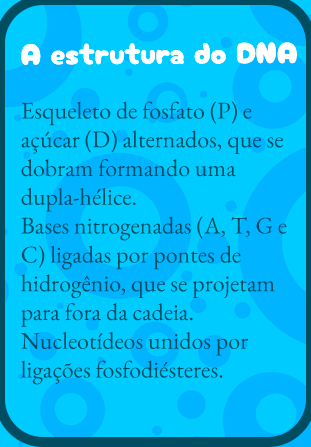 A estrutura do DNA
Esqueleto de fosfato (P) e
açúcar (D) alternados, que se
dobram formando uma
dupla-hélice.
Bases nitrogenadas (A, T, G e
C) ligadas por pontes de
hidrogênio, que se projetam
para fora da cadeia.
Nucleotídeos unidos por
ligações fosfodiésteres.